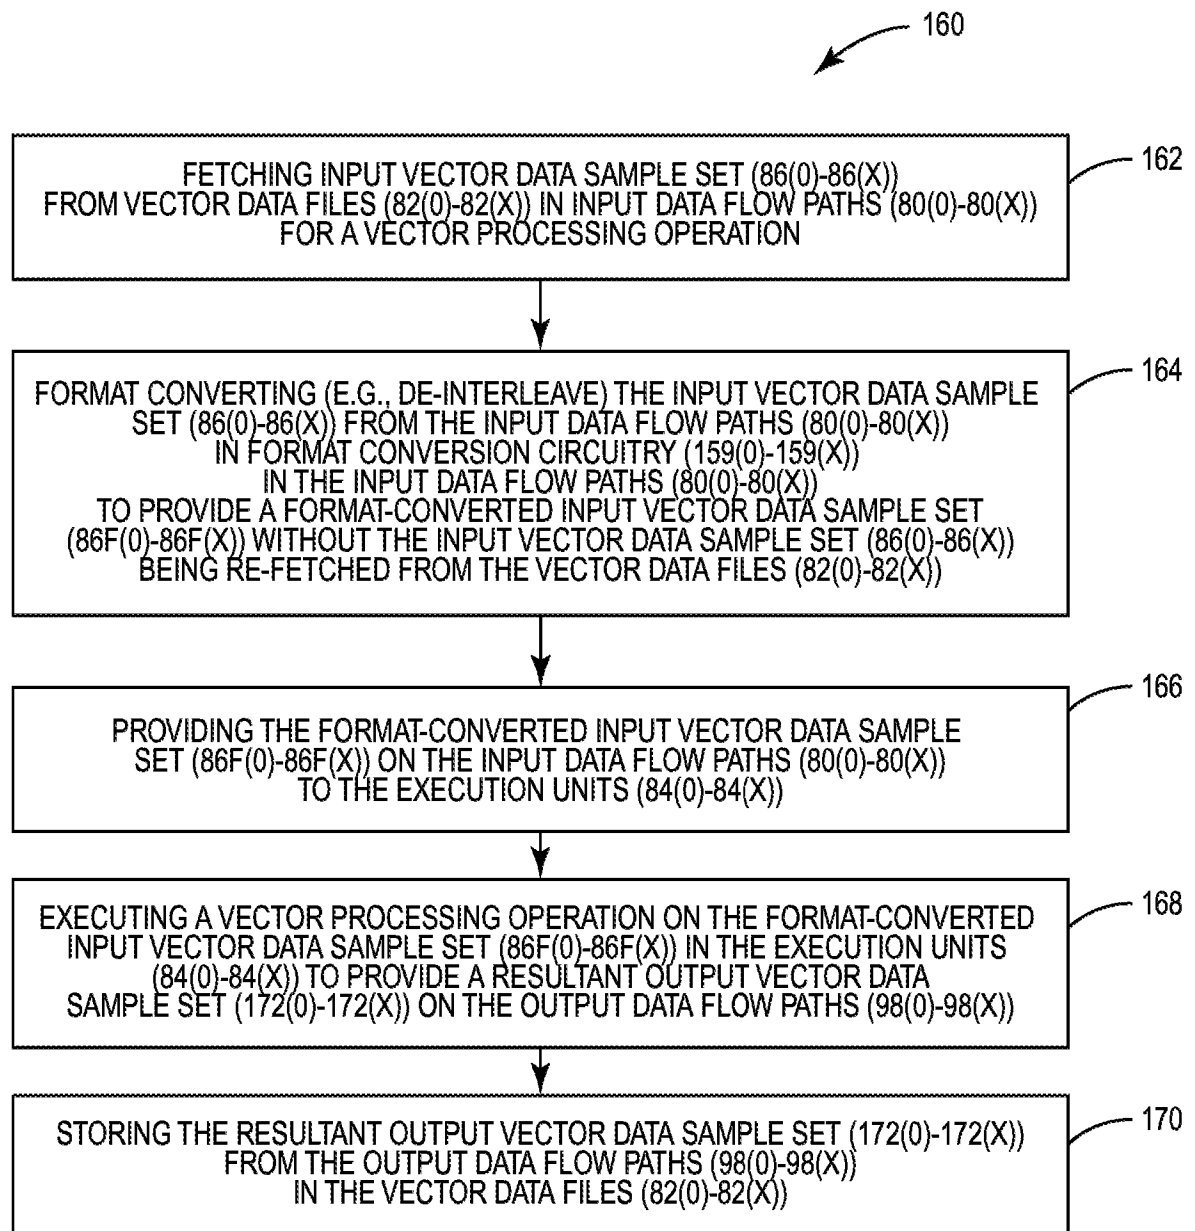 160
FETCHING INPUT VECTOR DATA SAMPLE SET (86(0)-86(X))
FROM VECTOR DATA FILES (82(0)-82(X)) IN INPUT DATA FLOW PATHS (80(0)-80(X))
FOR A VECTOR PROCESSING OPERATION
162
FORMAT CONVERTING (E.G., DE-INTERLEAVE) THE INPUT VECTOR DATA SAMPLE
SET (86(0)-86(X)) FROM THE INPUT DATA FLOW PATHS (80(0)-80(X))
IN FORMAT CONVERSION CIRCUITRY (159(0)-159(X))
IN THE INPUT DATA FLOW PATHS (80(0)-80(X))
TO PROVIDE A FORMAT-CONVERTED INPUT VECTOR DATA SAMPLE SET
(86F(0)-86F(X)) WITHOUT THE INPUT VECTOR DATA SAMPLE SET (86(0)-86(X))
BEING RE-FETCHED FROM THE VECTOR DATA FILES (82(0)-82(X))
164
PROVIDING THE FORMAT-CONVERTED INPUT VECTOR DATA SAMPLE
SET (86F(0)-86F(X)) ON THE INPUT DATA FLOW PATHS (80(0)-80(X))
TO THE EXECUTION UNITS (84(0)-84(X))
166
EXECUTING A VECTOR PROCESSING OPERATION ON THE FORMAT-CONVERTED
INPUT VECTOR DATA SAMPLE SET (86F(0)-86F(X)) IN THE EXECUTION UNITS
(84(0)-84(X)) TO PROVIDE A RESULTANT OUTPUT VECTOR DATA
SAMPLE SET (172(0)-172(X)) ON THE OUTPUT DATA FLOW PATHS (98(0)-98(X))
168
STORING THE RESULTANT OUTPUT VECTOR DATA SAMPLE SET (172(0)-172(X))
FROM THE OUTPUT DATA FLOW PATHS (98(0)-98(X))
IN THE VECTOR DATA FILES (82(0)-82(X))
170